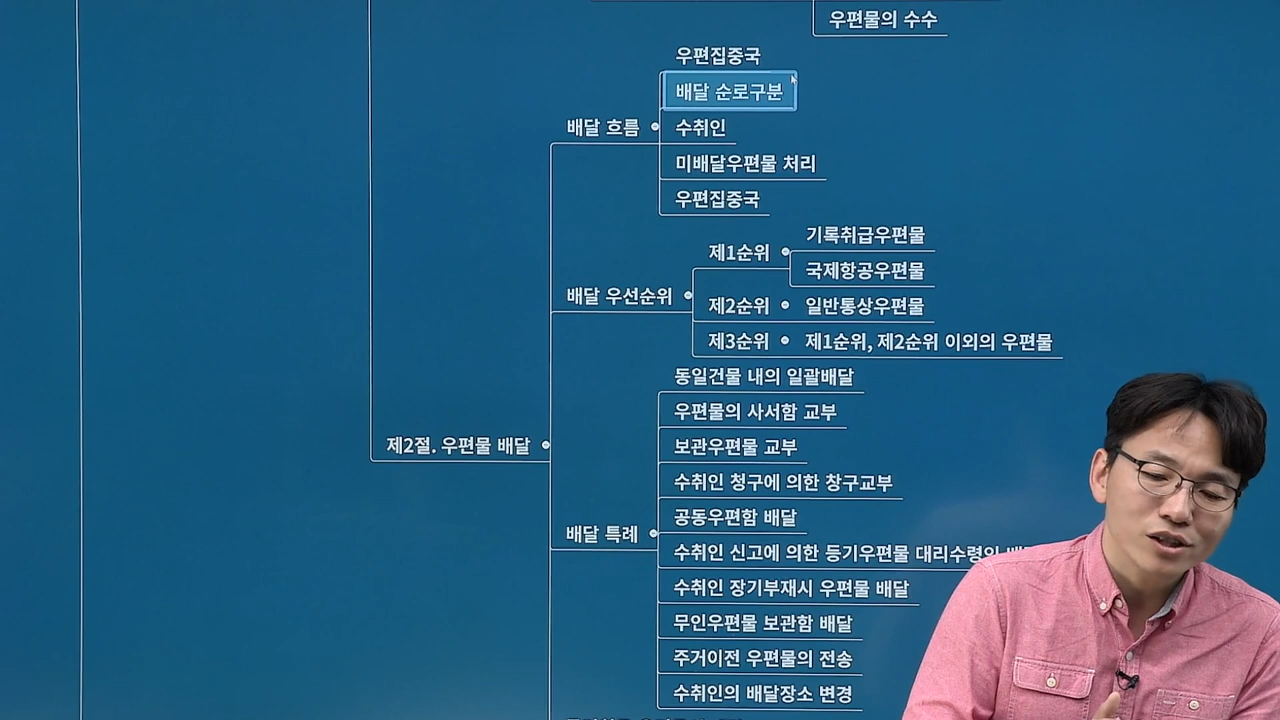 우편물의 수수
우편집중국
배달 순로구분
배달 흐름
수취인
미배달우편물 처리
우편집중국
제1순위
기록취급우편물
국제항공우편물
배달 우선순위
제2순위
일반통상우편물
제3순위
제1순위, 제2순위 이외의 우편물
제2절. 우편물 배달
배달 특례
동일건물 내의 일괄배달
우편물의 사서함 교부
보관우편물 교부
수취인 청구에 의한 창구교부
공동우편함 배달
수취인 신고에 의한 등기우편물 대리수령인
수취인 장기부재시 우편물 배달
무인우편물 보관함 배달
주거이전 우편물의 전송
수취인의 배달장소 변경